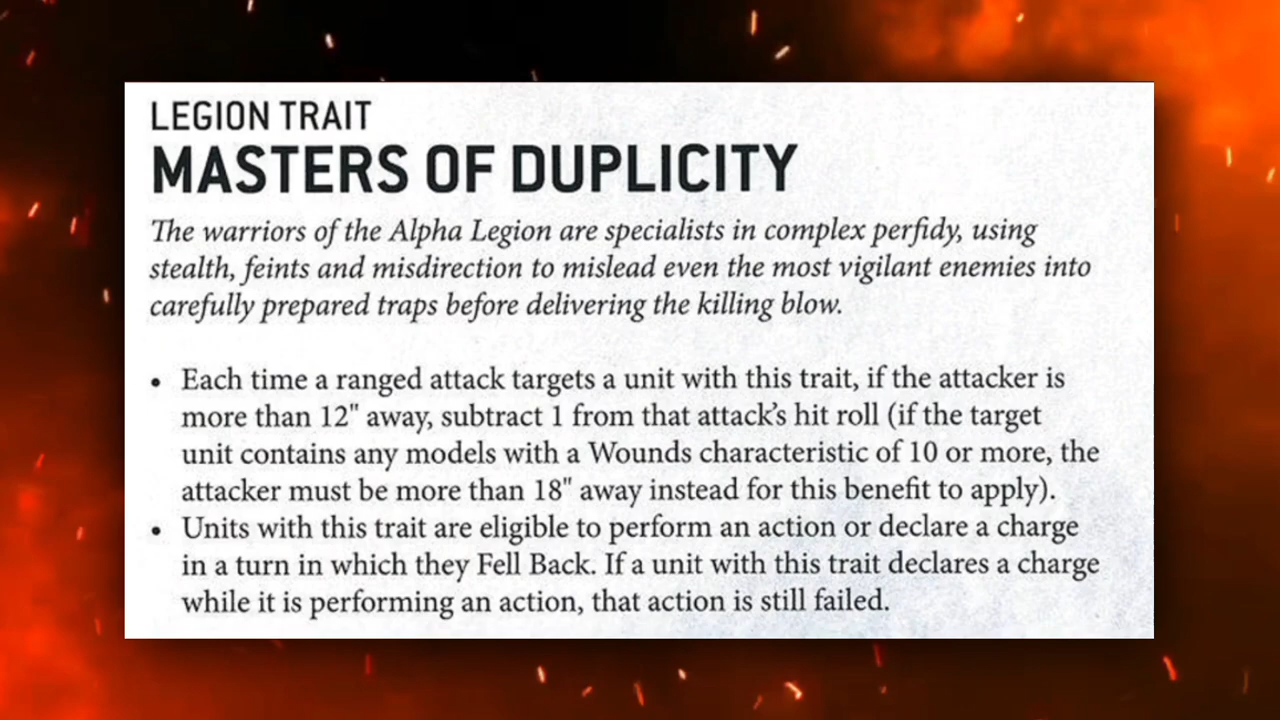 LEGION TRAIT
MASTERS OF DUPLICITY
The warriors of the Alpha Legion are specialists in complex perfidy, using
stealth, feints and misdirection to mislead even the most vigilant enemies into
carefully prepared traps before delivering the killing blow.
• Each time a ranged attack targets a unit with this trait, if the attacker is
more than 12" away, subtract 1 from that attack's hit roll (if the target
unit contains any models with a Wounds characteristic of 10 or more, the
attacker must be more than 18" away instead for this benefit to apply).
• Units with this trait are eligible to perform an action or declare a charge
in a turn in which they Fell Back. If a unit with this trait declares a charge
while it is performing an action, that action is still failed.